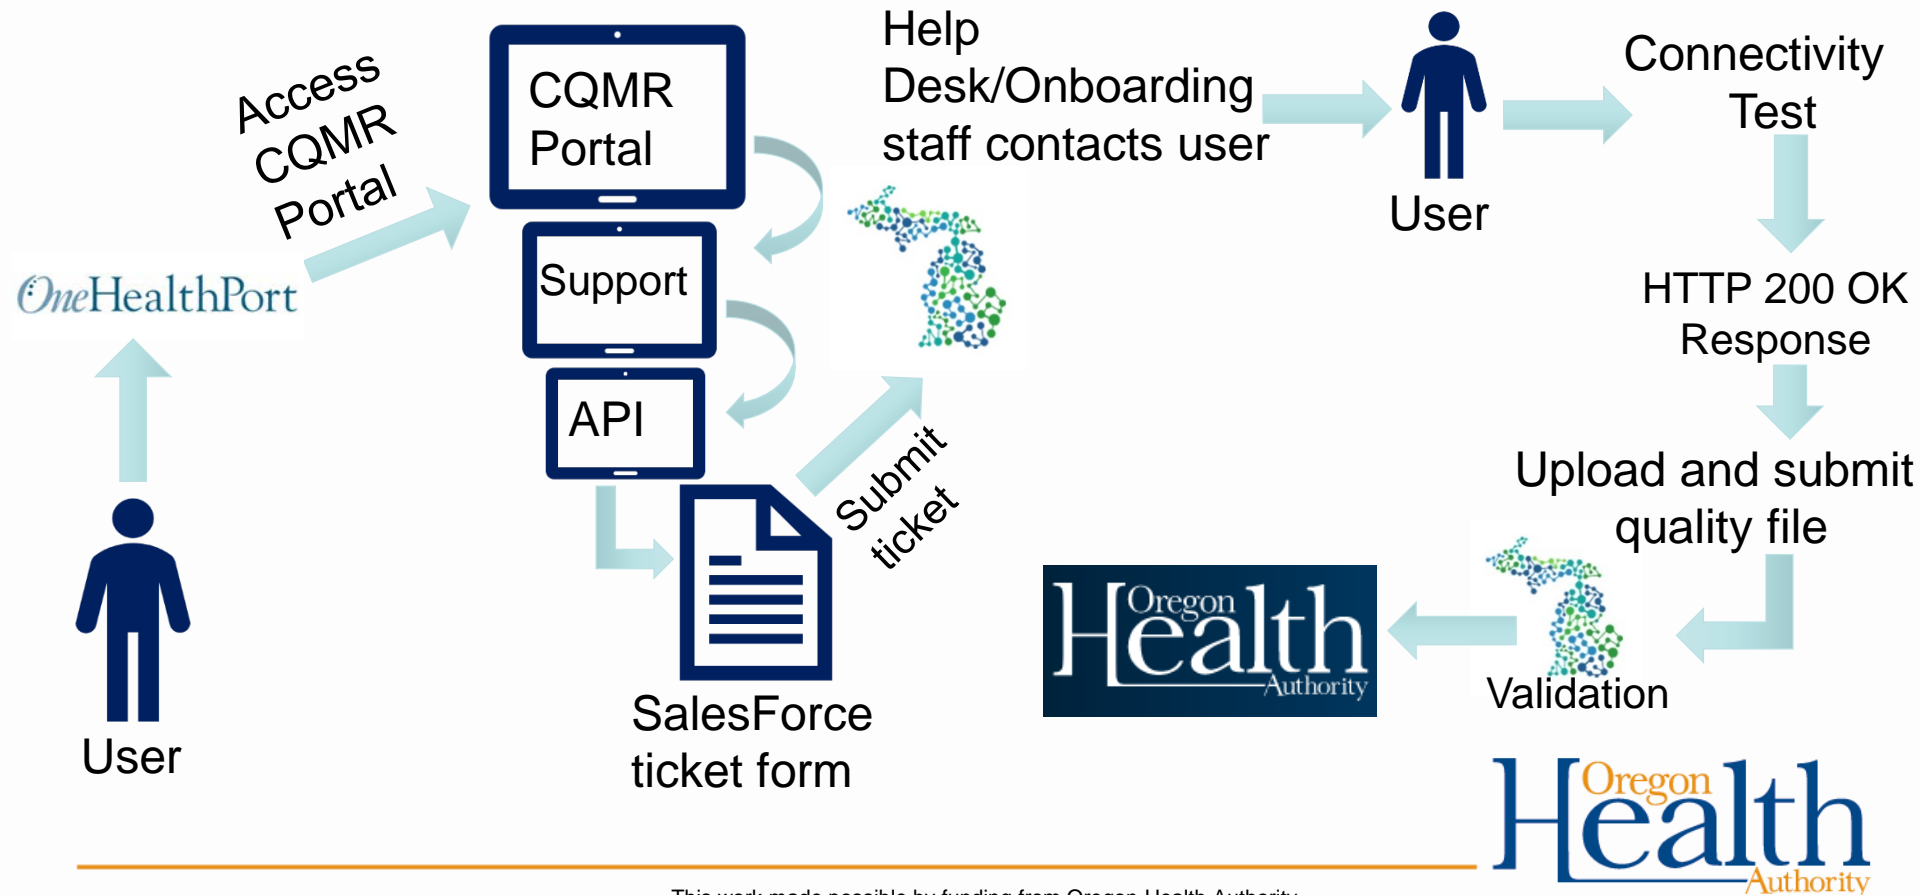 Access
CQMR
Portal
OneHealthPort
User
CQMR
Portal
Support
API
SalesForce
ticket form
Submit
ticket
Help
Desk/Onboarding
staff contacts user
User
Connectivity
Test
HTTP 200 OK
Response
Upload and submit
quality file
Validation
Oregon
Health
Authority
Oregon
Health
Authority
This work made possible by funding from Oregon Health Authority